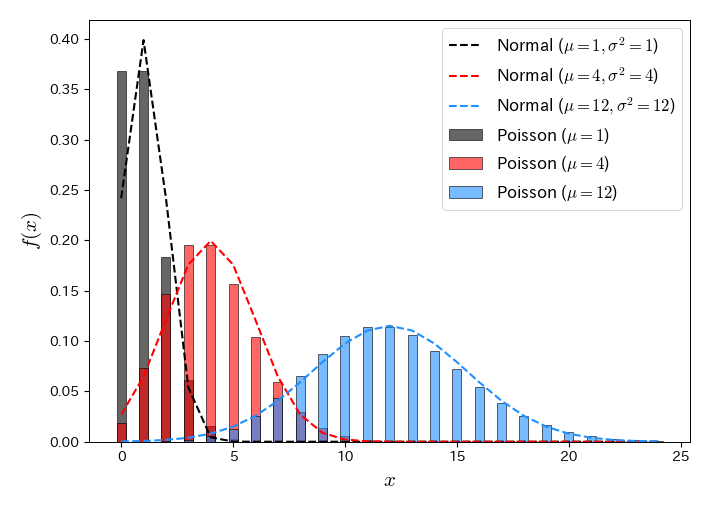 0.40
0.35
0.30
0.25
0.20
0.15
0.10
0.05
0.00
f(x)
0 5 10 15 20 25
x
Normal (μ = 1, σ² = 1)
Normal (μ = 4, σ² = 4)
Normal (μ = 12, σ² = 12)
Poisson (μ = 1)
Poisson (μ = 4)
Poisson (μ = 12)